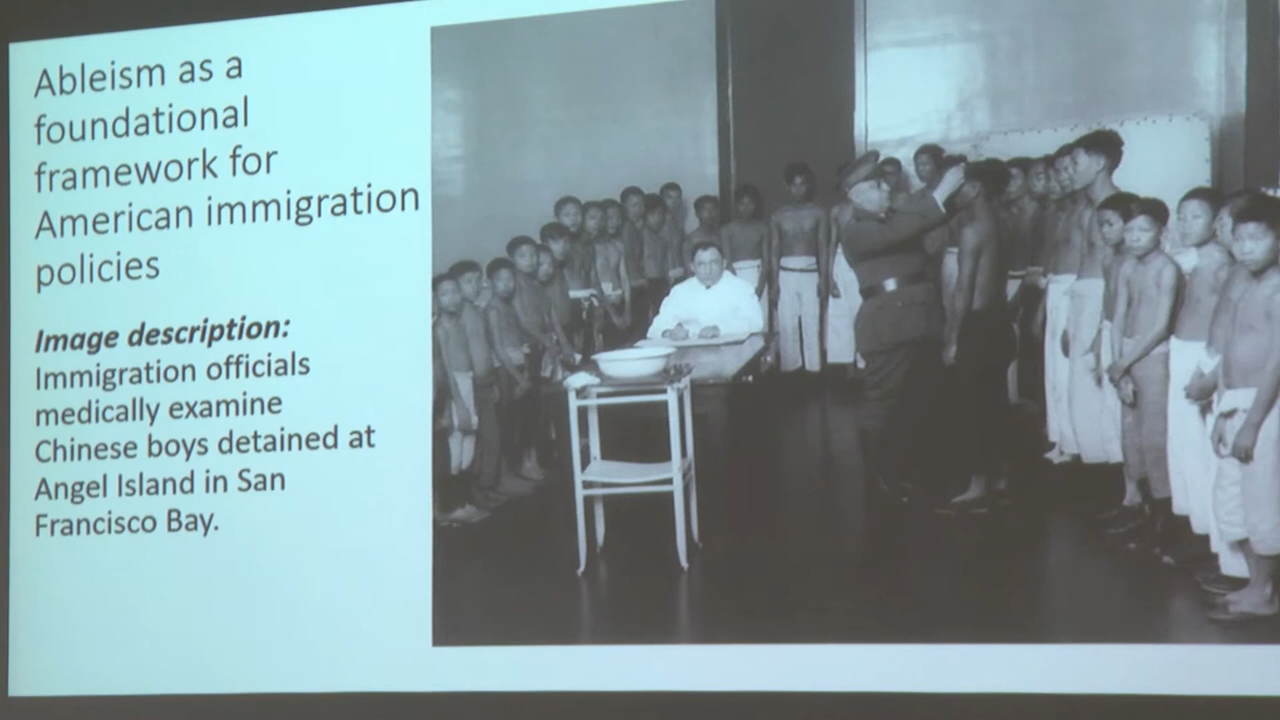 Ableism as a
foundational
framework for
American immigration
policies
Image description:
Immigration officials
medically examine
Chinese boys detained at
Angel Island in San
Francisco Bay.